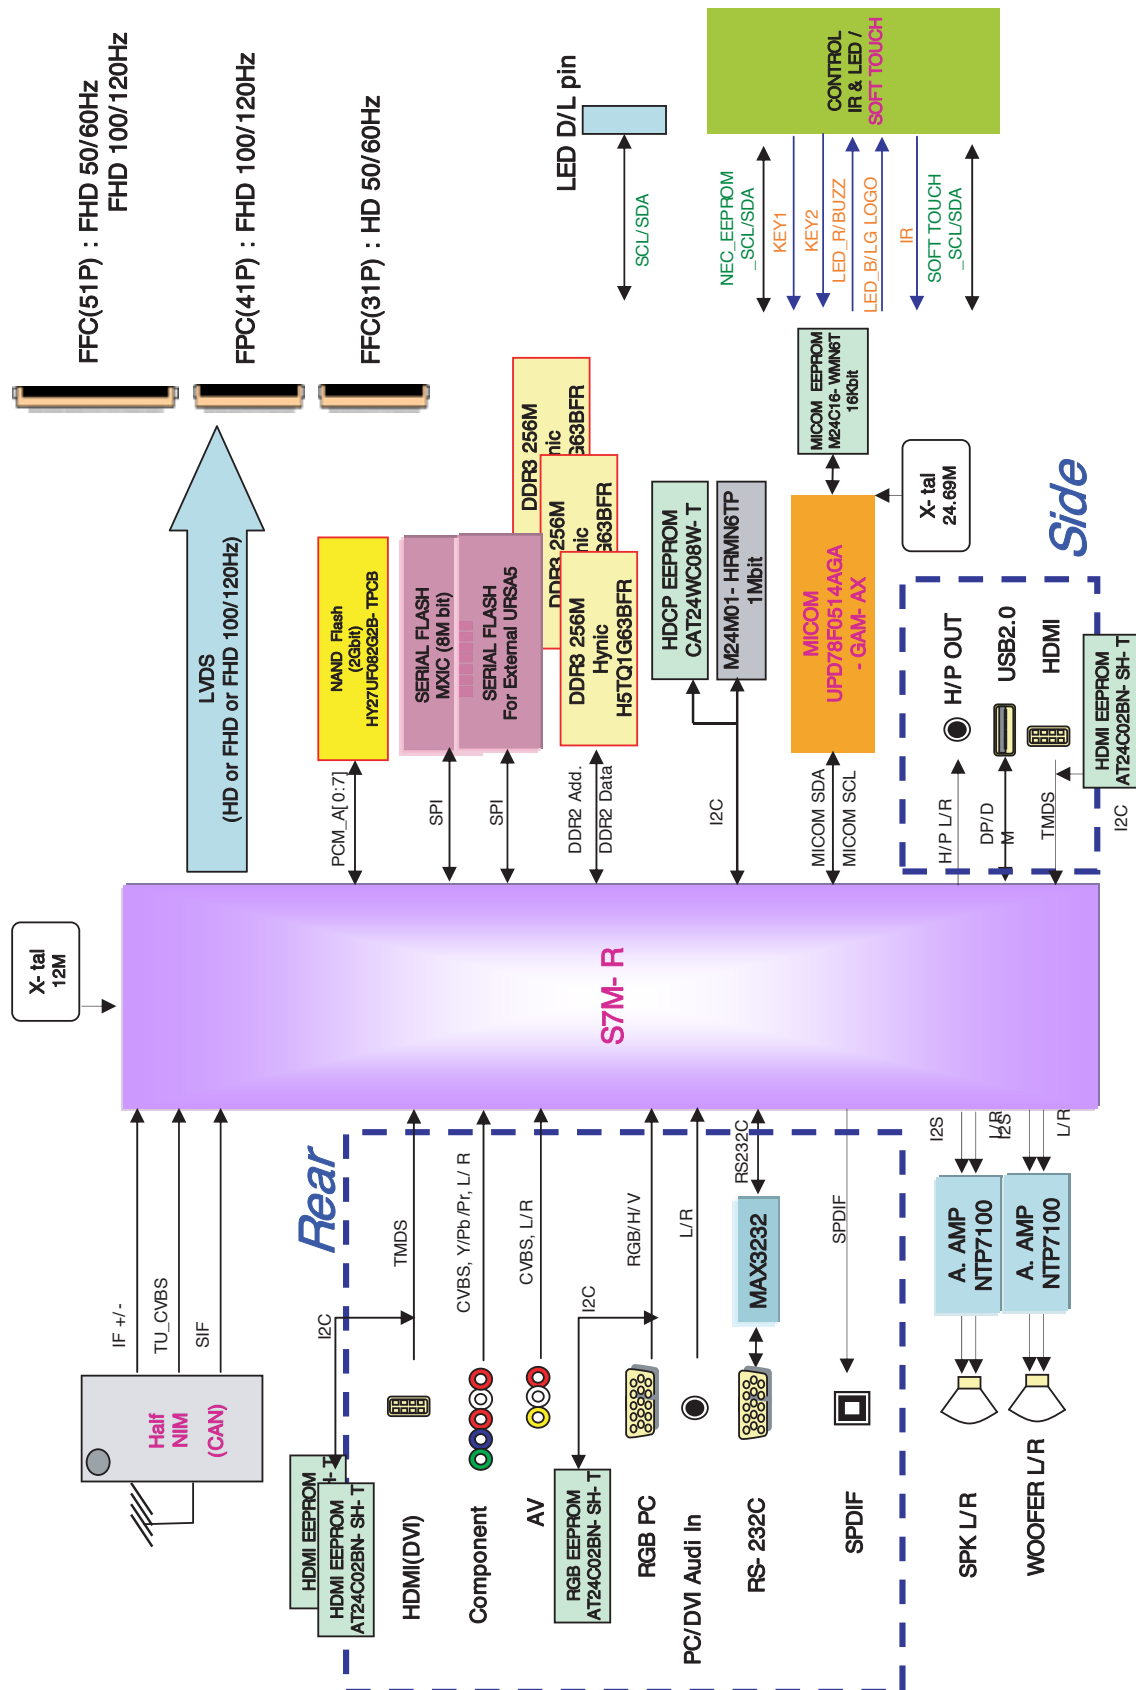 FFC(51P) : FHD 50/60Hz
FHD 100/120Hz
FPC(41P) : FHD 100/120Hz
FFC(31P) : HD 50/60Hz
LED D/L pin
SCL/SDA
CONTROL
IR & LED /
SOFT TOUCH
NEC_EEPROM
_SCL/SDA
KEY1
KEY2
LED_R/BUZZ
LED_B/LG LOGO
IR
SOFT TOUCH
_SCL/SDA
LVDS
(HD or FHD or FHD 100/120Hz)
NAND Flash
(2Gbit)
HY27UF082G2B- TPCB
PCM_A[0:7]
SERIAL FLASH
MXIC (8M bit)
SPI
SERIAL FLASH
For External URSA5
SPI
DDR3 256M
nic
G63BFR
DDR3 256M
nic
G63BFR
DDR3 256M
Hynic
H5TQ1G63BFR
DDR2 Add.
DDR2 Data
HDCP EEPROM
CAT24WC08W- T
M24M01- HRMN6TP
1Mbit
I2C
MICOM EEPROM
M24C16- WMN6T
16Kbit
MICOM
UPD78F0514AGA
- GAM- AX
MICOM SDA
MICOM SCL
X- tal
24.69M
Side
H/P OUT
USB2.0
HDMI
H/P L/R
DP/D
M
TMDS
HDMI EEPROM
AT24C02BN- SH- T
I2C
X- tal
12M
S7M- R
IF +/-
TU_CVBS
SIF
Half
NIM
(CAN)
Rear
I2C
TMDS
HDMI EEPROM
H- T
HDMI EEPROM
AT24C02BN- SH- T
HDMI(DVI)
CVBS, Y/Pb/Pr, L/R
Component
CVBS, L/R
AV
I2C
RGB EEPROM
AT24C02BN- SH- T
RGB/H/V
RGB PC
L/R
PC/DVI Audi In
RS232C
MAX3232
RS- 232C
SPDIF
SPDIF
I2S
L/R
A. AMP
NTP7100
SPK L/R
I2S
L/R
A. AMP
NTP7100
WOOFER L/R